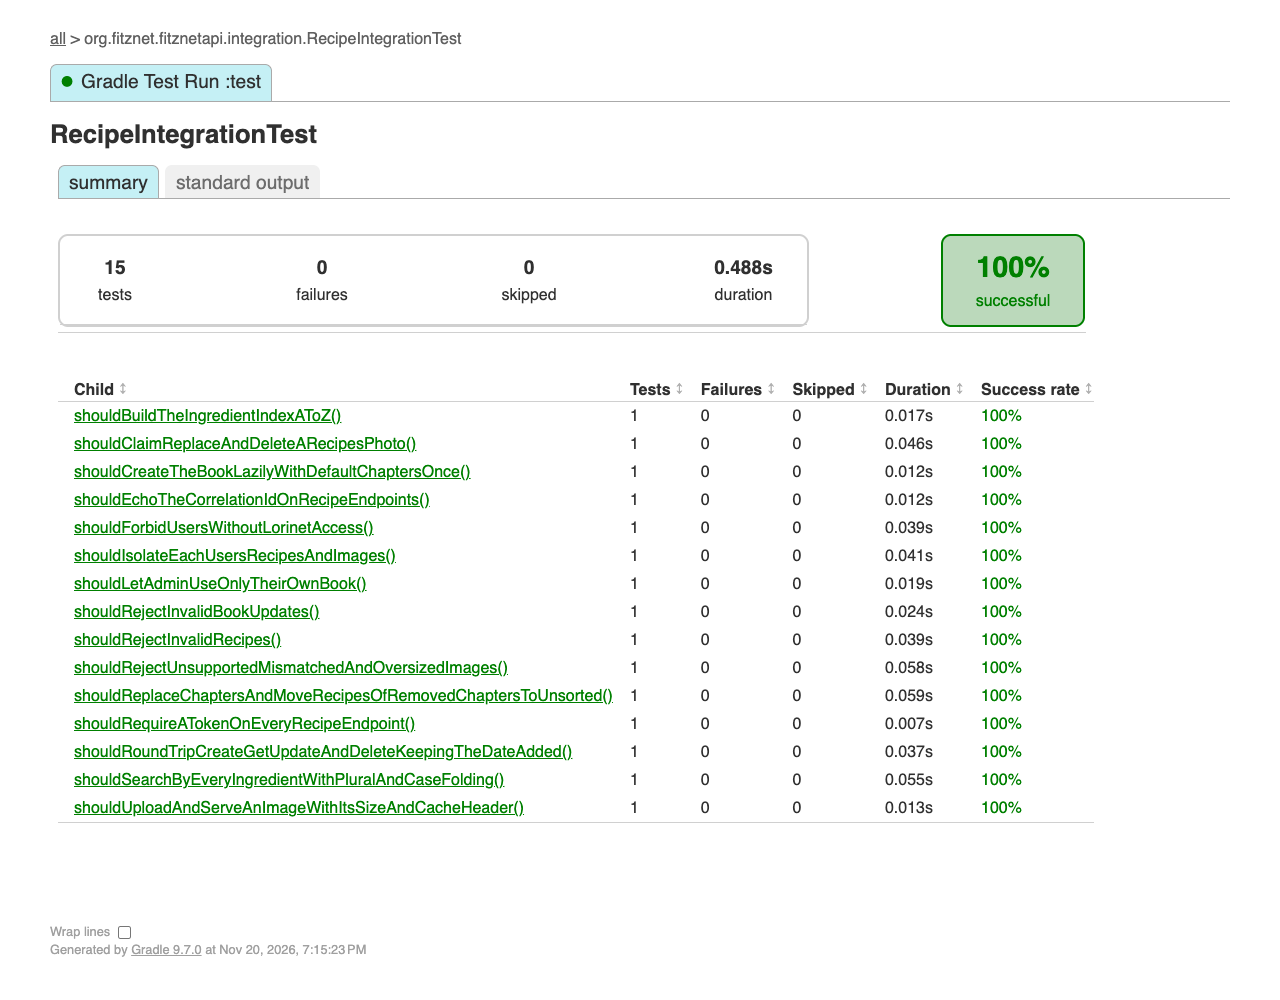 all > org.fitznet.fitznetapi.integration.RecipeIntegrationTest
Gradle Test Run :test
RecipeIntegrationTest
summary standard output
15 0 0 0.488s 100%
tests failures skipped duration successful
Child Tests Failures Skipped Duration Success rate
shouldBuildTheIngredientIndexAToZ() 1 0 0 0.017s 100%
shouldClaimReplaceAndDeleteARecipesPhoto() 1 0 0 0.046s 100%
shouldCreateTheBookLazilyWithDefaultChaptersOnce() 1 0 0 0.012s 100%
shouldEchoTheCorrelationIdOnRecipeEndpoints() 1 0 0 0.012s 100%
shouldForbidUsersWithoutLorinetAccess() 1 0 0 0.039s 100%
shouldIsolateEachUsersRecipesAndImages() 1 0 0 0.041s 100%
shouldLetAdminUseOnlyTheirOwnBook() 1 0 0 0.019s 100%
shouldRejectInvalidBookUpdates() 1 0 0 0.024s 100%
shouldRejectInvalidRecipes() 1 0 0 0.039s 100%
shouldRejectUnsupportedMismatchedAndOversizedImages() 1 0 0 0.058s 100%
shouldReplaceChaptersAndMoveRecipesOfRemovedChaptersToUnsorted() 1 0 0 0.059s 100%
shouldRequireATokenOnEveryRecipeEndpoint() 1 0 0 0.007s 100%
shouldRoundTripCreateGetUpdateAndDeleteKeepingTheDateAdded() 1 0 0 0.037s 100%
shouldSearchByEveryIngredientWithPluralAndCaseFolding() 1 0 0 0.055s 100%
shouldUploadAndServeAnImageWithItsSizeAndCacheHeader() 1 0 0 0.013s 100%
Wrap lines
Generated by Gradle 9.7.0 at Nov 20, 2026, 7:15:23 PM